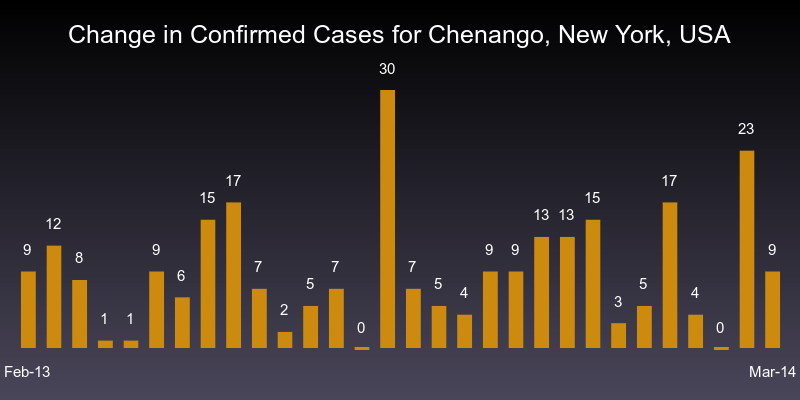 Change in Confirmed Cases for Chenango, New York, USA
9 12 8 1 1 9 6 15 17 7 2 5 7 0 30 7 5 4 9 9 13 13 15 3 5 17 4 0 23 9
Feb-13 Mar-14